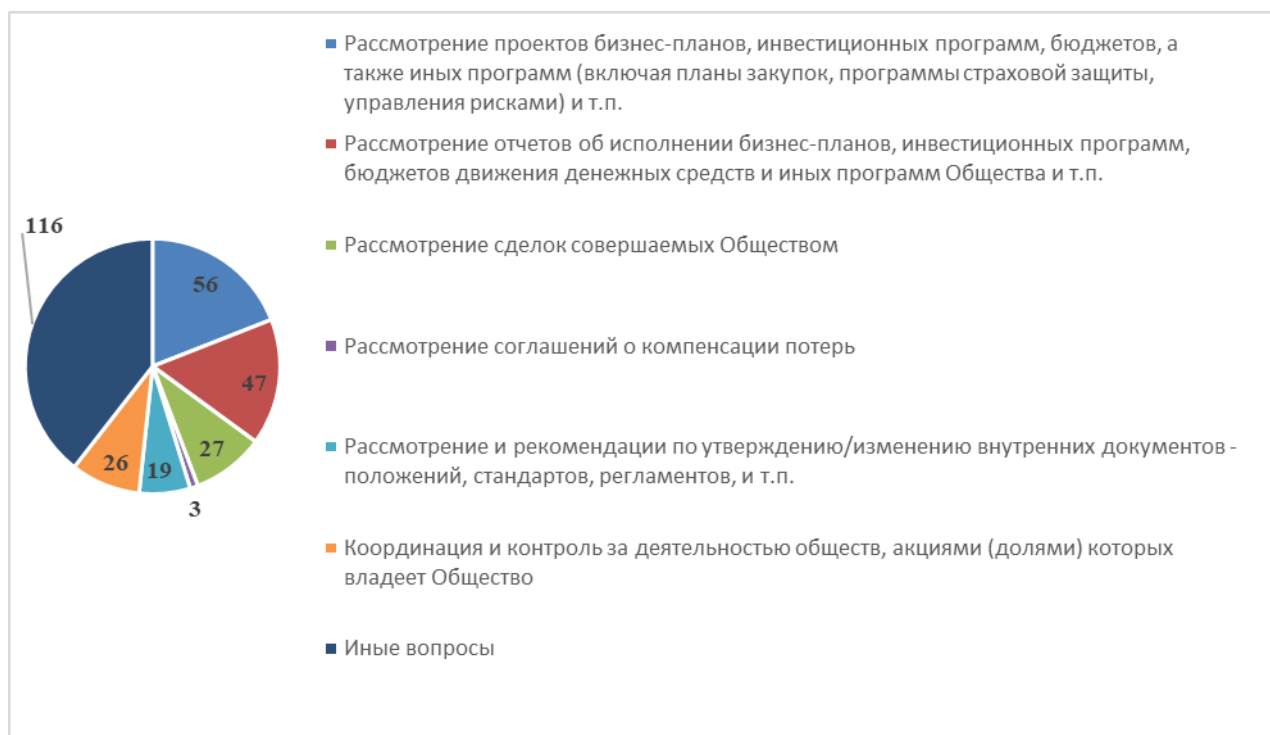 Рассмотрение проектов бизнес-планов, инвестиционных программ, бюджетов, а
также иных программ (включая планы закупок, программы страховой защиты,
управления рисками) и т.п.
Рассмотрение отчетов об исполнении бизнес-планов, инвестиционных программ,
бюджетов движения денежных средств и иных программ Общества и т.п.
116
Рассмотрение сделок совершаемых Обществом
56
Рассмотрение соглашений о компенсации потерь
47
27
26
19
Рассмотрение и рекомендации по утверждению/изменению внутренних документов -
положений, стандартов, регламентов, и т.п.
3
Координация и контроль за деятельностью обществ, акциями (долями) которых
владеет Общество
Иные вопросы